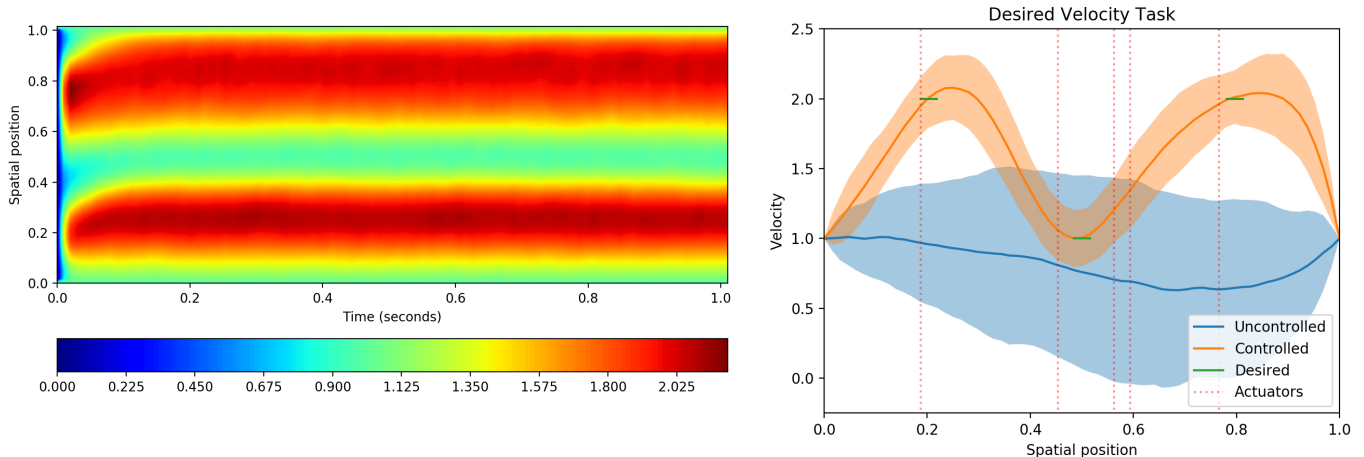 Spatial position
1.0
0.8
0.6
0.4
0.2
0.0
0.0 0.2 0.4 0.6 0.8 1.0
Time (seconds)
0.000 0.225 0.450 0.675 0.900 1.125 1.350 1.575 1.800 2.025
Desired Velocity Task
Velocity
2.5
2.0
1.5
1.0
0.5
0.0
Uncontrolled
Controlled
Desired
Actuators
0.0 0.2 0.4 0.6 0.8 1.0
Spatial position